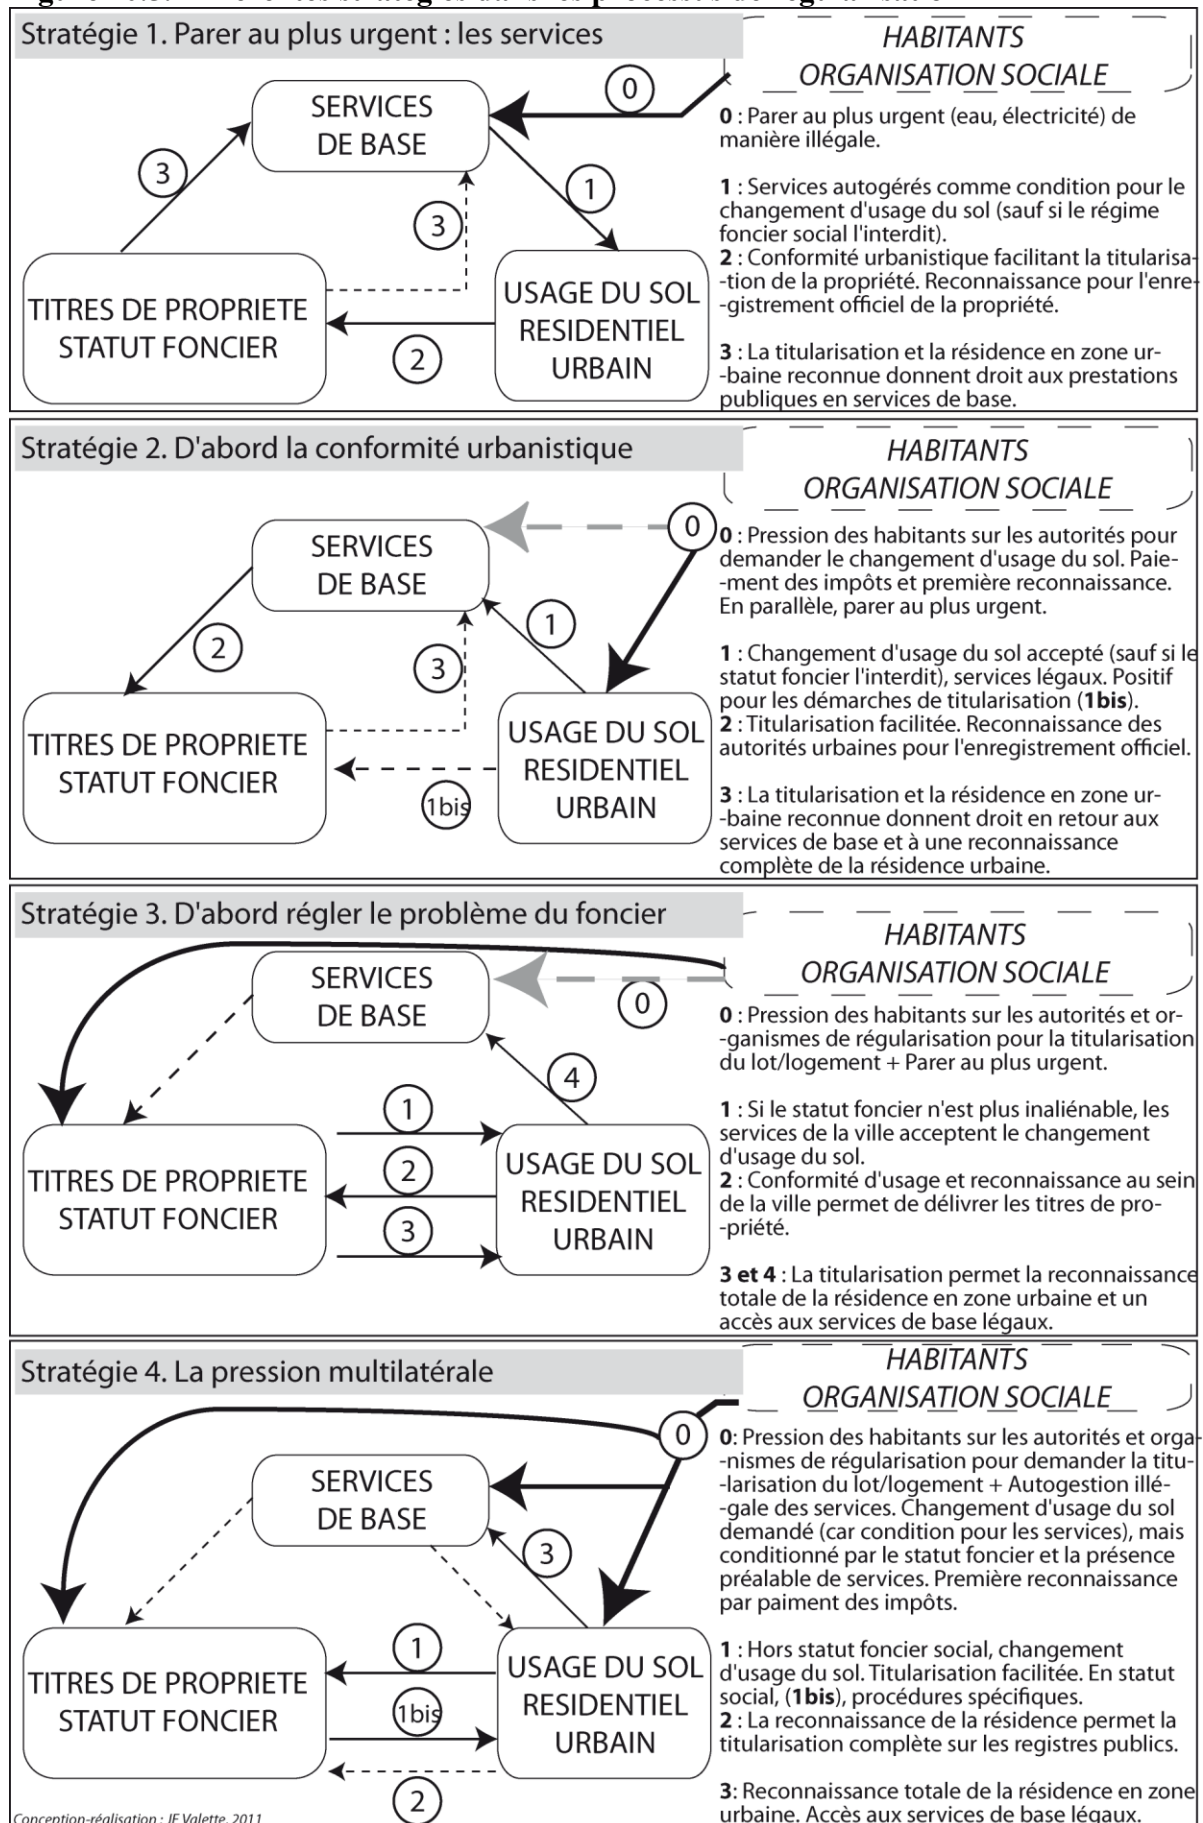 Stratégie 1. Parer au plus urgent : les services
HABITANTS
ORGANISATION SOCIALE
0
SERVICES
DE BASE
3
1
3
TITRES DE PROPRIETE
STATUT FONCIER
USAGE DU SOL
RESIDENTIEL
URBAIN
2
0 : Parer au plus urgent (eau, électricité) de
manière illégale.
1 : Services autogérés comme condition pour le
changement d'usage du sol (sauf si le régime
foncier social l'interdit).
2 : Conformité urbanistique facilitant la titularisa-
-tion de la propriété. Reconnaissance pour l'enre-
-gistrement officiel de la propriété.
3 : La titularisation et la résidence en zone ur-
-baine reconnue donnent droit aux prestations
publiques en services de base.
Stratégie 2. D'abord la conformité urbanistique
HABITANTS
ORGANISATION SOCIALE
0
SERVICES
DE BASE
2
1
3
TITRES DE PROPRIETE
STATUT FONCIER
USAGE DU SOL
RESIDENTIEL
URBAIN
1bis
0 : Pression des habitants sur les autorités pour
demander le changement d'usage du sol. Paie-
-ment des impôts et première reconnaissance.
En parallèle, parer au plus urgent.
1 : Changement d'usage du sol accepté (sauf si le
statut foncier l'interdit), services légaux. Positif
pour les démarches de titularisation (1bis).
2 : Titularisation facilitée. Reconnaissance des
autorités urbaines pour l'enregistrement officiel.
3 : La titularisation et la résidence en zone ur-
-baine reconnue donnent droit en retour aux
services de base et à une reconnaissance
complète de la résidence urbaine.
Stratégie 3. D'abord régler le problème du foncier
HABITANTS
ORGANISATION SOCIALE
SERVICES
DE BASE
0
4
1
2
3
TITRES DE PROPRIETE
STATUT FONCIER
USAGE DU SOL
RESIDENTIEL
URBAIN
0 : Pression des habitants sur les autorités et or-
-ganismes de régularisation pour la titularisation
du lot/logement + Parer au plus urgent.
1 : Si le statut foncier n'est plus inaliénable, les
services de la ville acceptent le changement
d'usage du sol.
2 : Conformité d'usage et reconnaissance au sein
de la ville permet de délivrer les titres de pro-
-priété.
3 et 4 : La titularisation permet la reconnaissance
totale de la résidence en zone urbaine et un
accès aux services de base légaux.
Stratégie 4. La pression multilatérale
HABITANTS
ORGANISATION SOCIALE
0
SERVICES
DE BASE
3
1
1bis
2
TITRES DE PROPRIETE
STATUT FONCIER
USAGE DU SOL
RESIDENTIEL
URBAIN
0: Pression des habitants sur les autorités et orga-
-nismes de régularisation pour demander la titu-
-larisation du lot/logement + Autogestion illé-
-gale des services. Changement d'usage du sol
demandé (car condition pour les services), mais
conditionné par le statut foncier et la présence
préalable de services. Première reconnaissance
par paiment des impôts.
1 : Hors statut foncier social, changement
d'usage du sol. Titularisation facilitée. En statut
social, (1bis), procédures spécifiques.
2 : La reconnaissance de la résidence permet la
titularisation complète sur les registres publics.
3: Reconnaissance totale de la résidence en zone
urbaine. Accès aux services de base légaux.
Conception-réalisation : JF Valette, 2011